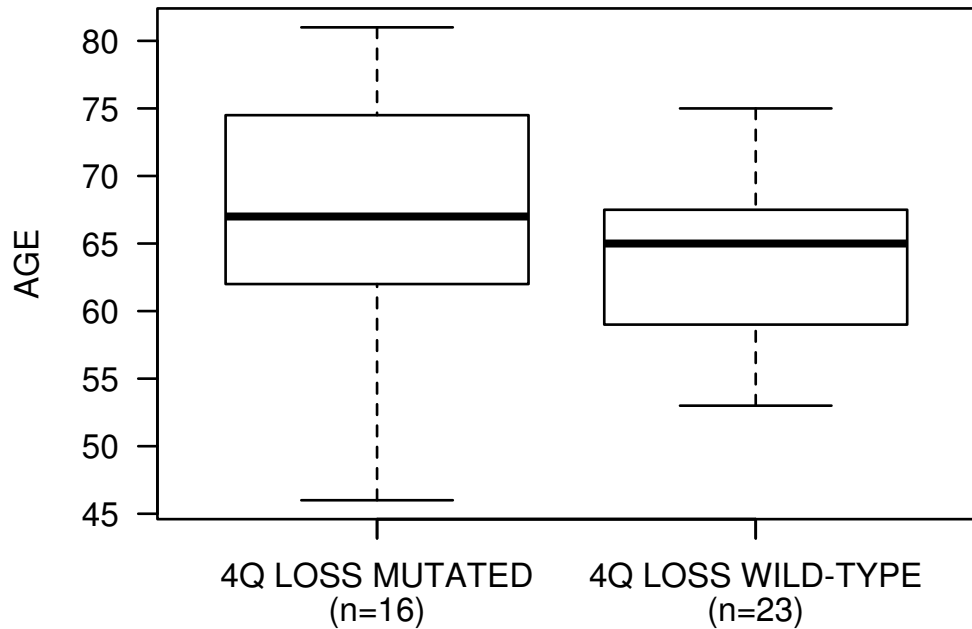 80
75
70
65
60
55
50
45
AGE
4Q LOSS MUTATED
(n=16)
4Q LOSS WILD-TYPE
(n=23)